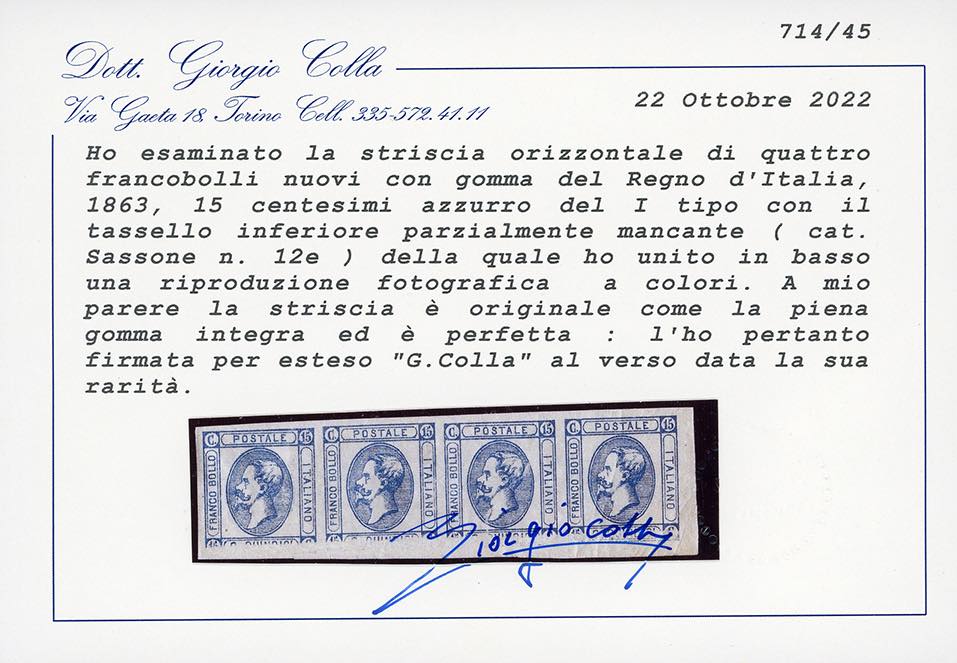 714/45
Dott. Giorgio Colla
Via Gaeta 18, Torino Cell. 335-572.41.11
22 Ottobre 2022
Ho esaminato la striscia orizzontale di quattro
francobolli nuovi con gomma del Regno d'Italia,
1863, 15 centesimi azzurro del I tipo con il
tassello inferiore parzialmente mancante ( cat.
Sassone n. 12e ) della quale ho unito in basso
una riproduzione fotografica a colori. A mio
parere la striscia è originale come la piena
gomma integra ed è perfetta : l'ho pertanto
firmata per esteso "G.Colla" al verso data la sua
rarità.
C. POSTALE 15 C. POSTALE 15 C. POSTALE 15 C. POSTALE 15
FRANCO BOLLO ITALIANO FRANCO BOLLO ITALIANO FRANCO BOLLO ITALIANO FRANCO BOLLO ITALIANO
Giorgio Colla